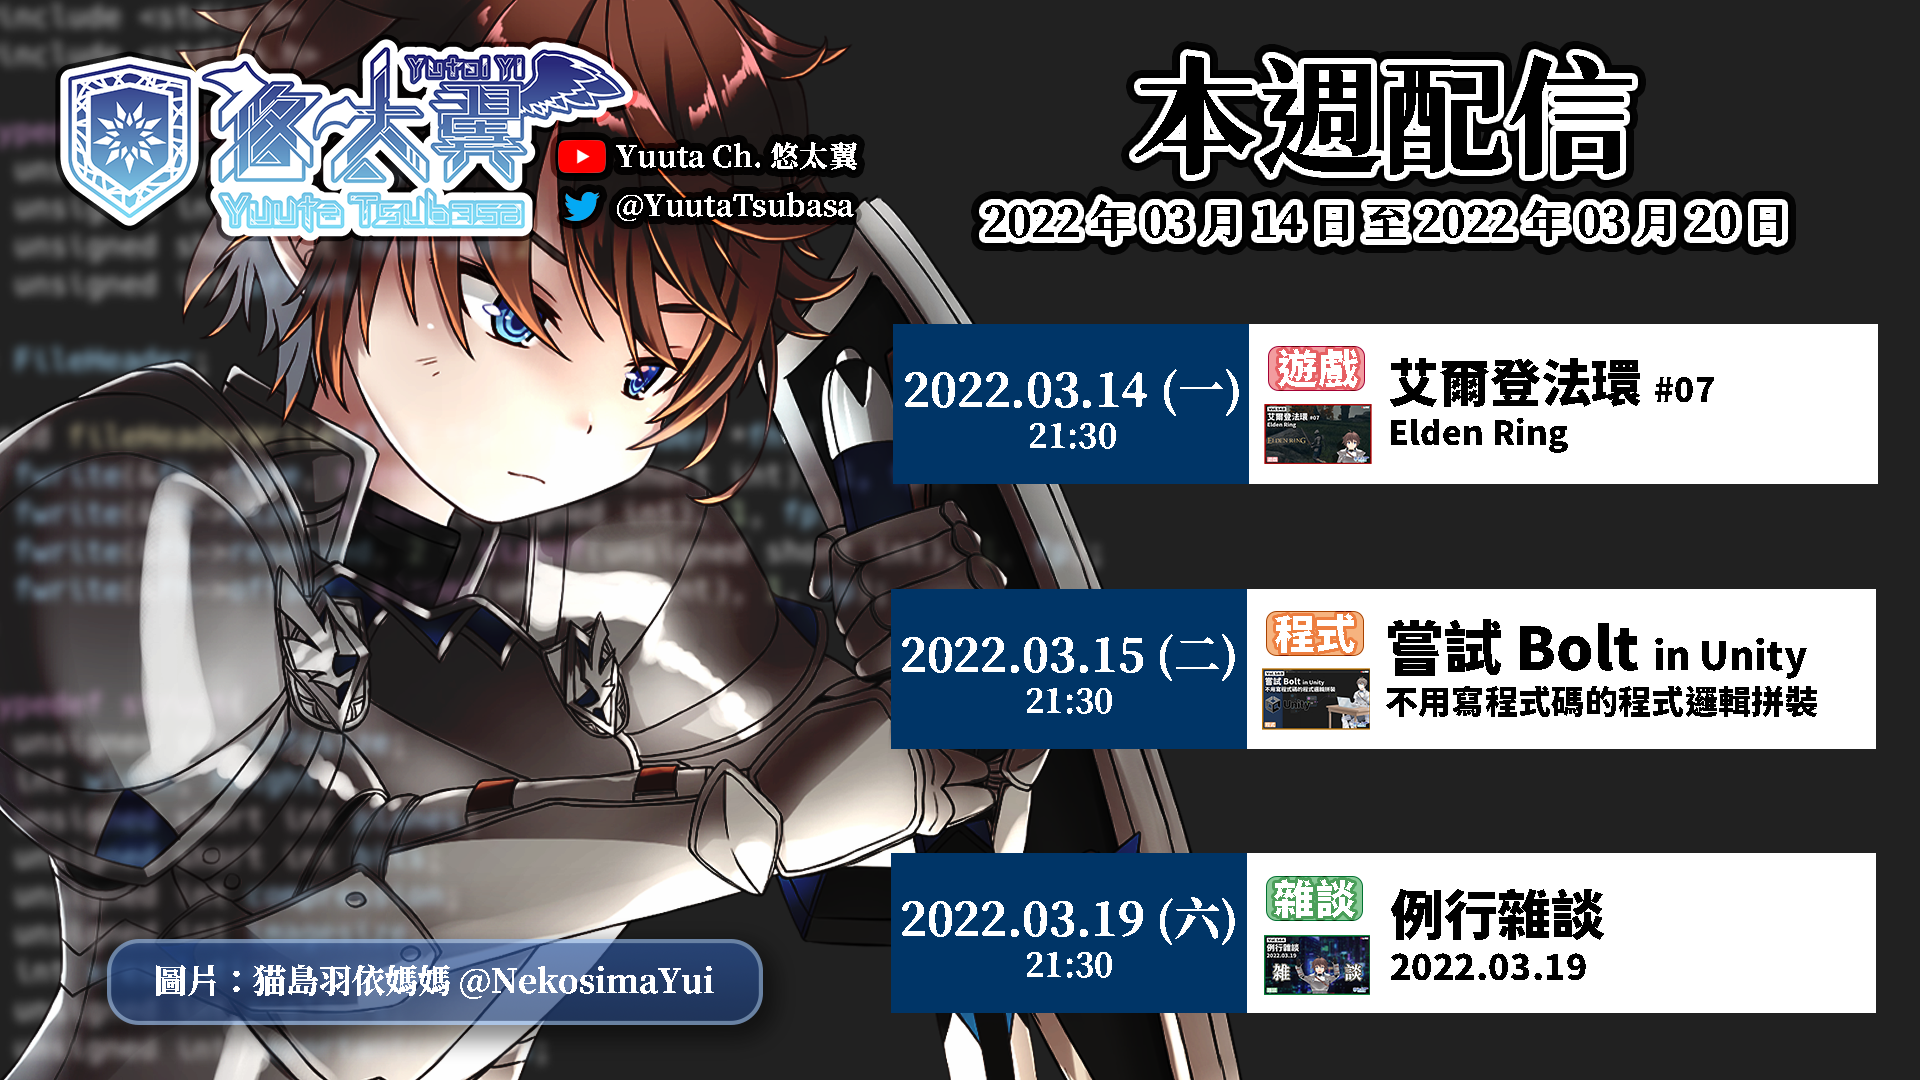 Yutai Yi
悠太翼
Yuuta Tsubasa
Yuuta Ch. 悠太翼
@YuutaTsubasa
本週配信
2022年03月14日至2022年03月20日
2022.03.14 (一)
21:30
遊戲
艾爾登法環 #07
Elden Ring
2022.03.15 (二)
21:30
程式
嘗試 Bolt in Unity
不用寫程式碼的程式邏輯拼裝
2022.03.19 (六)
21:30
雜談
例行雜談
2022.03.19
圖片：猫島羽依媽媽 @NekosimaYui